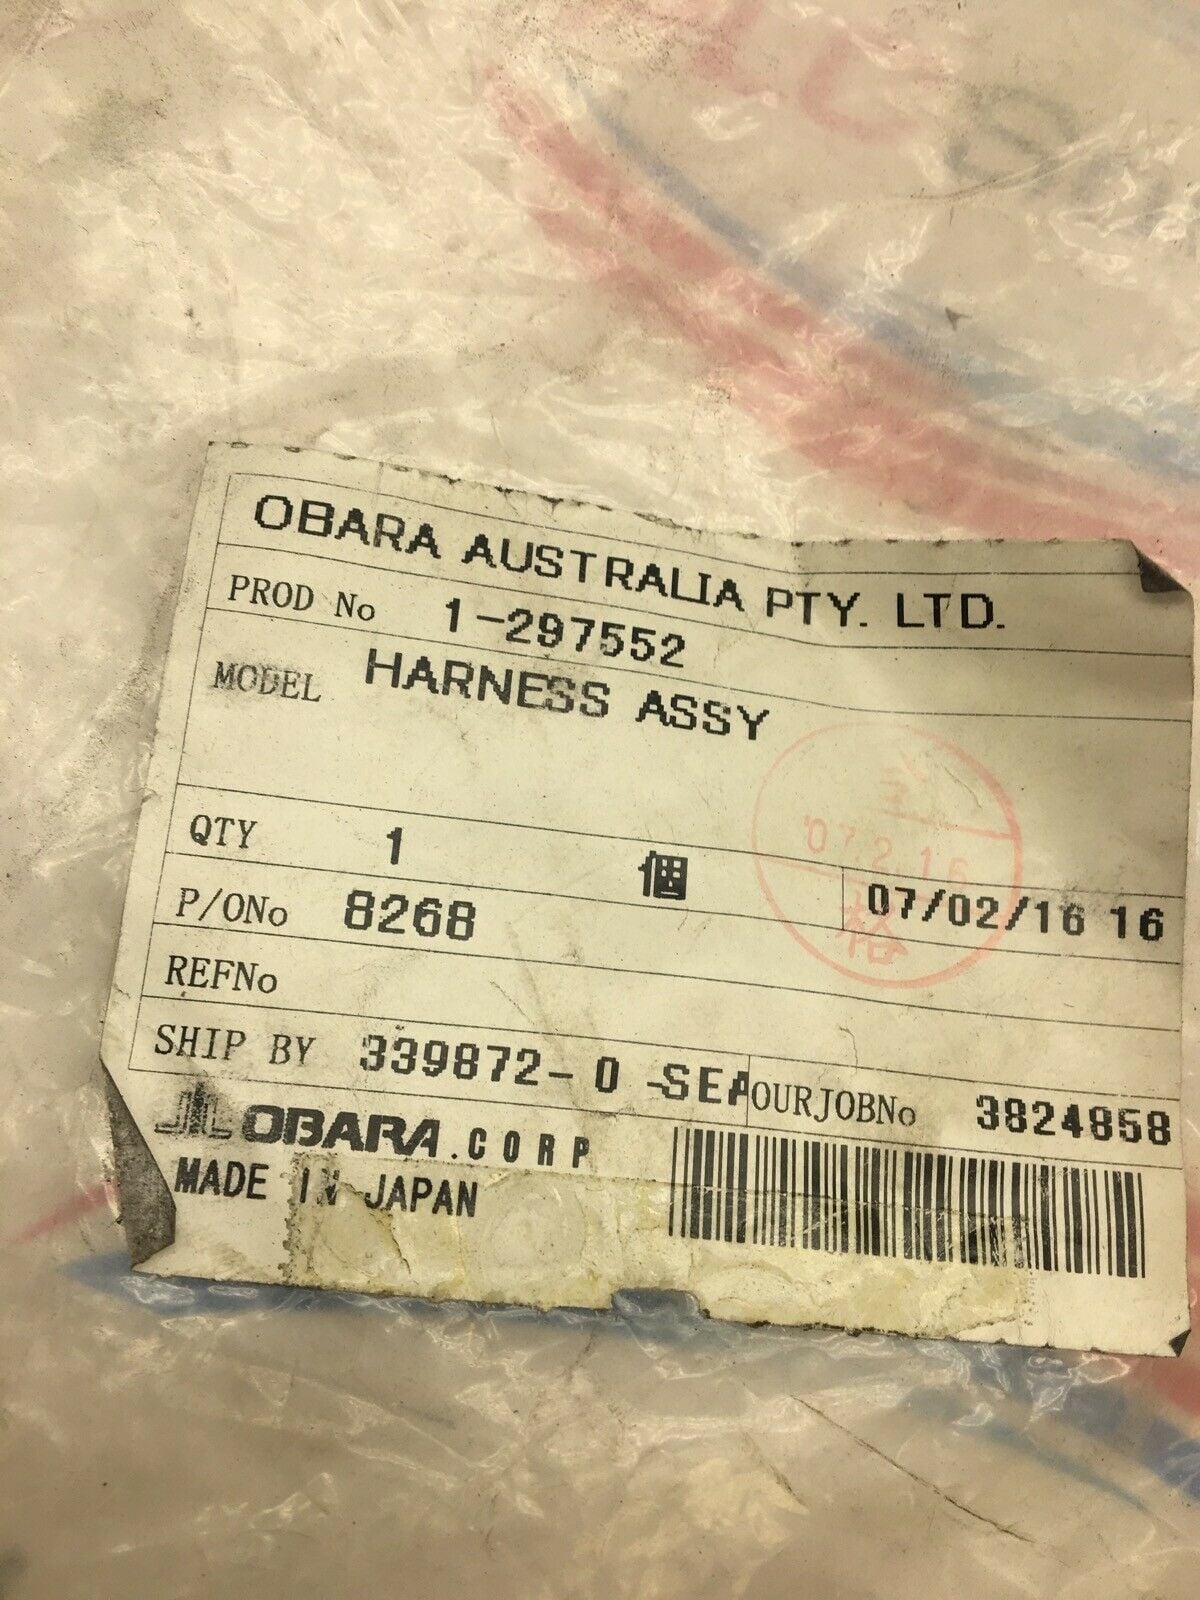 OBARA AUSTRALIA PTY. LTD.
PROD No 1-297552
MODEL HARNESS ASSY
QTY 1 個 07/02/16 16
P/ONo 8268
REFNo
SHIP BY 339872- 0 -SEA OURJOBNo 3824858
OBARA.CORP
MADE IN JAPAN
'07.2.16
格